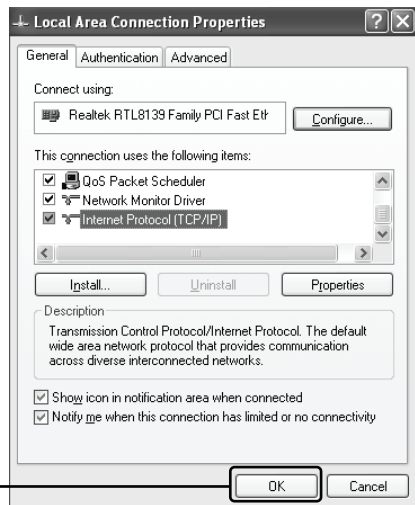 Local Area Connection Properties
General Authentication Advanced
Connect using:
Realtek RTL8139 Family PCI Fast Eth
Configure...
This connection uses the following items:
QoS Packet Scheduler
Network Monitor Driver
Internet Protocol (TCP/IP)
Install... Uninstall Properties
Description
Transmission Control Protocol/Internet Protocol. The default
wide area network protocol that provides communication
across diverse interconnected networks.
Show icon in notification area when connected
Notify me when this connection has limited or no connectivity
OK Cancel